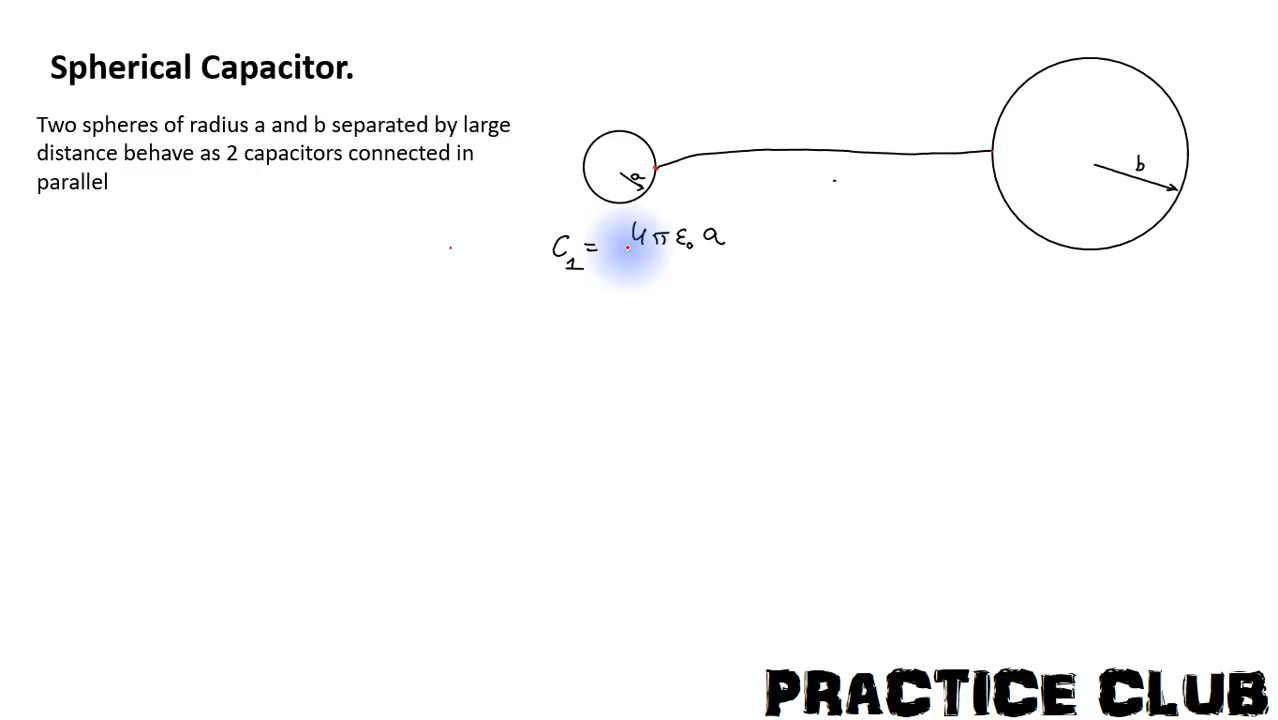 Spherical Capacitor.
Two spheres of radius a and b separated by large
distance behave as 2 capacitors connected in
parallel
a
b
C₁ = 4πε₀ a
PRACTICE CLUB